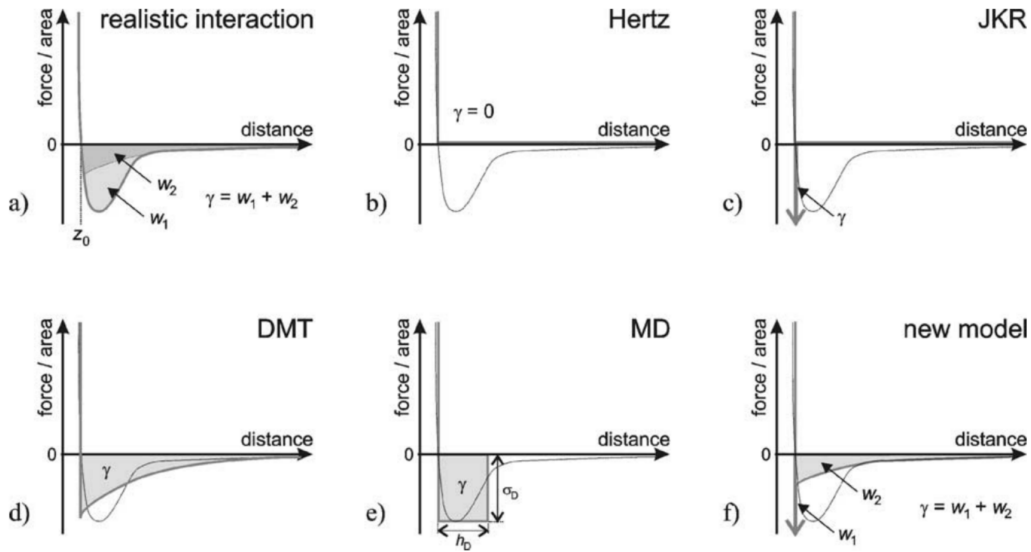 realistic interaction
force / area
0
distance
w₂
w₁
γ = w₁ + w₂
z₀
a)
Hertz
force / area
γ = 0
0
distance
b)
JKR
force / area
0
distance
γ
c)
DMT
force / area
distance
0
γ
d)
MD
force / area
distance
0
γ
σD
hD
e)
new model
force / area
distance
0
w₂
w₁
γ = w₁ + w₂
f)